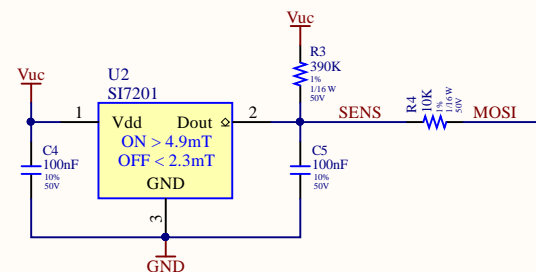 Vuc
R3
390K
1%
1/16 W
50V
Vuc
U2
SI7201
1
Vdd
Dout
2
ON > 4.9mT
OFF < 2.3mT
GND
3
SENS
R4
10K
1%
1/16 W
50V
MOSI
C4
100nF
10%
50V
C5
100nF
10%
50V
GND